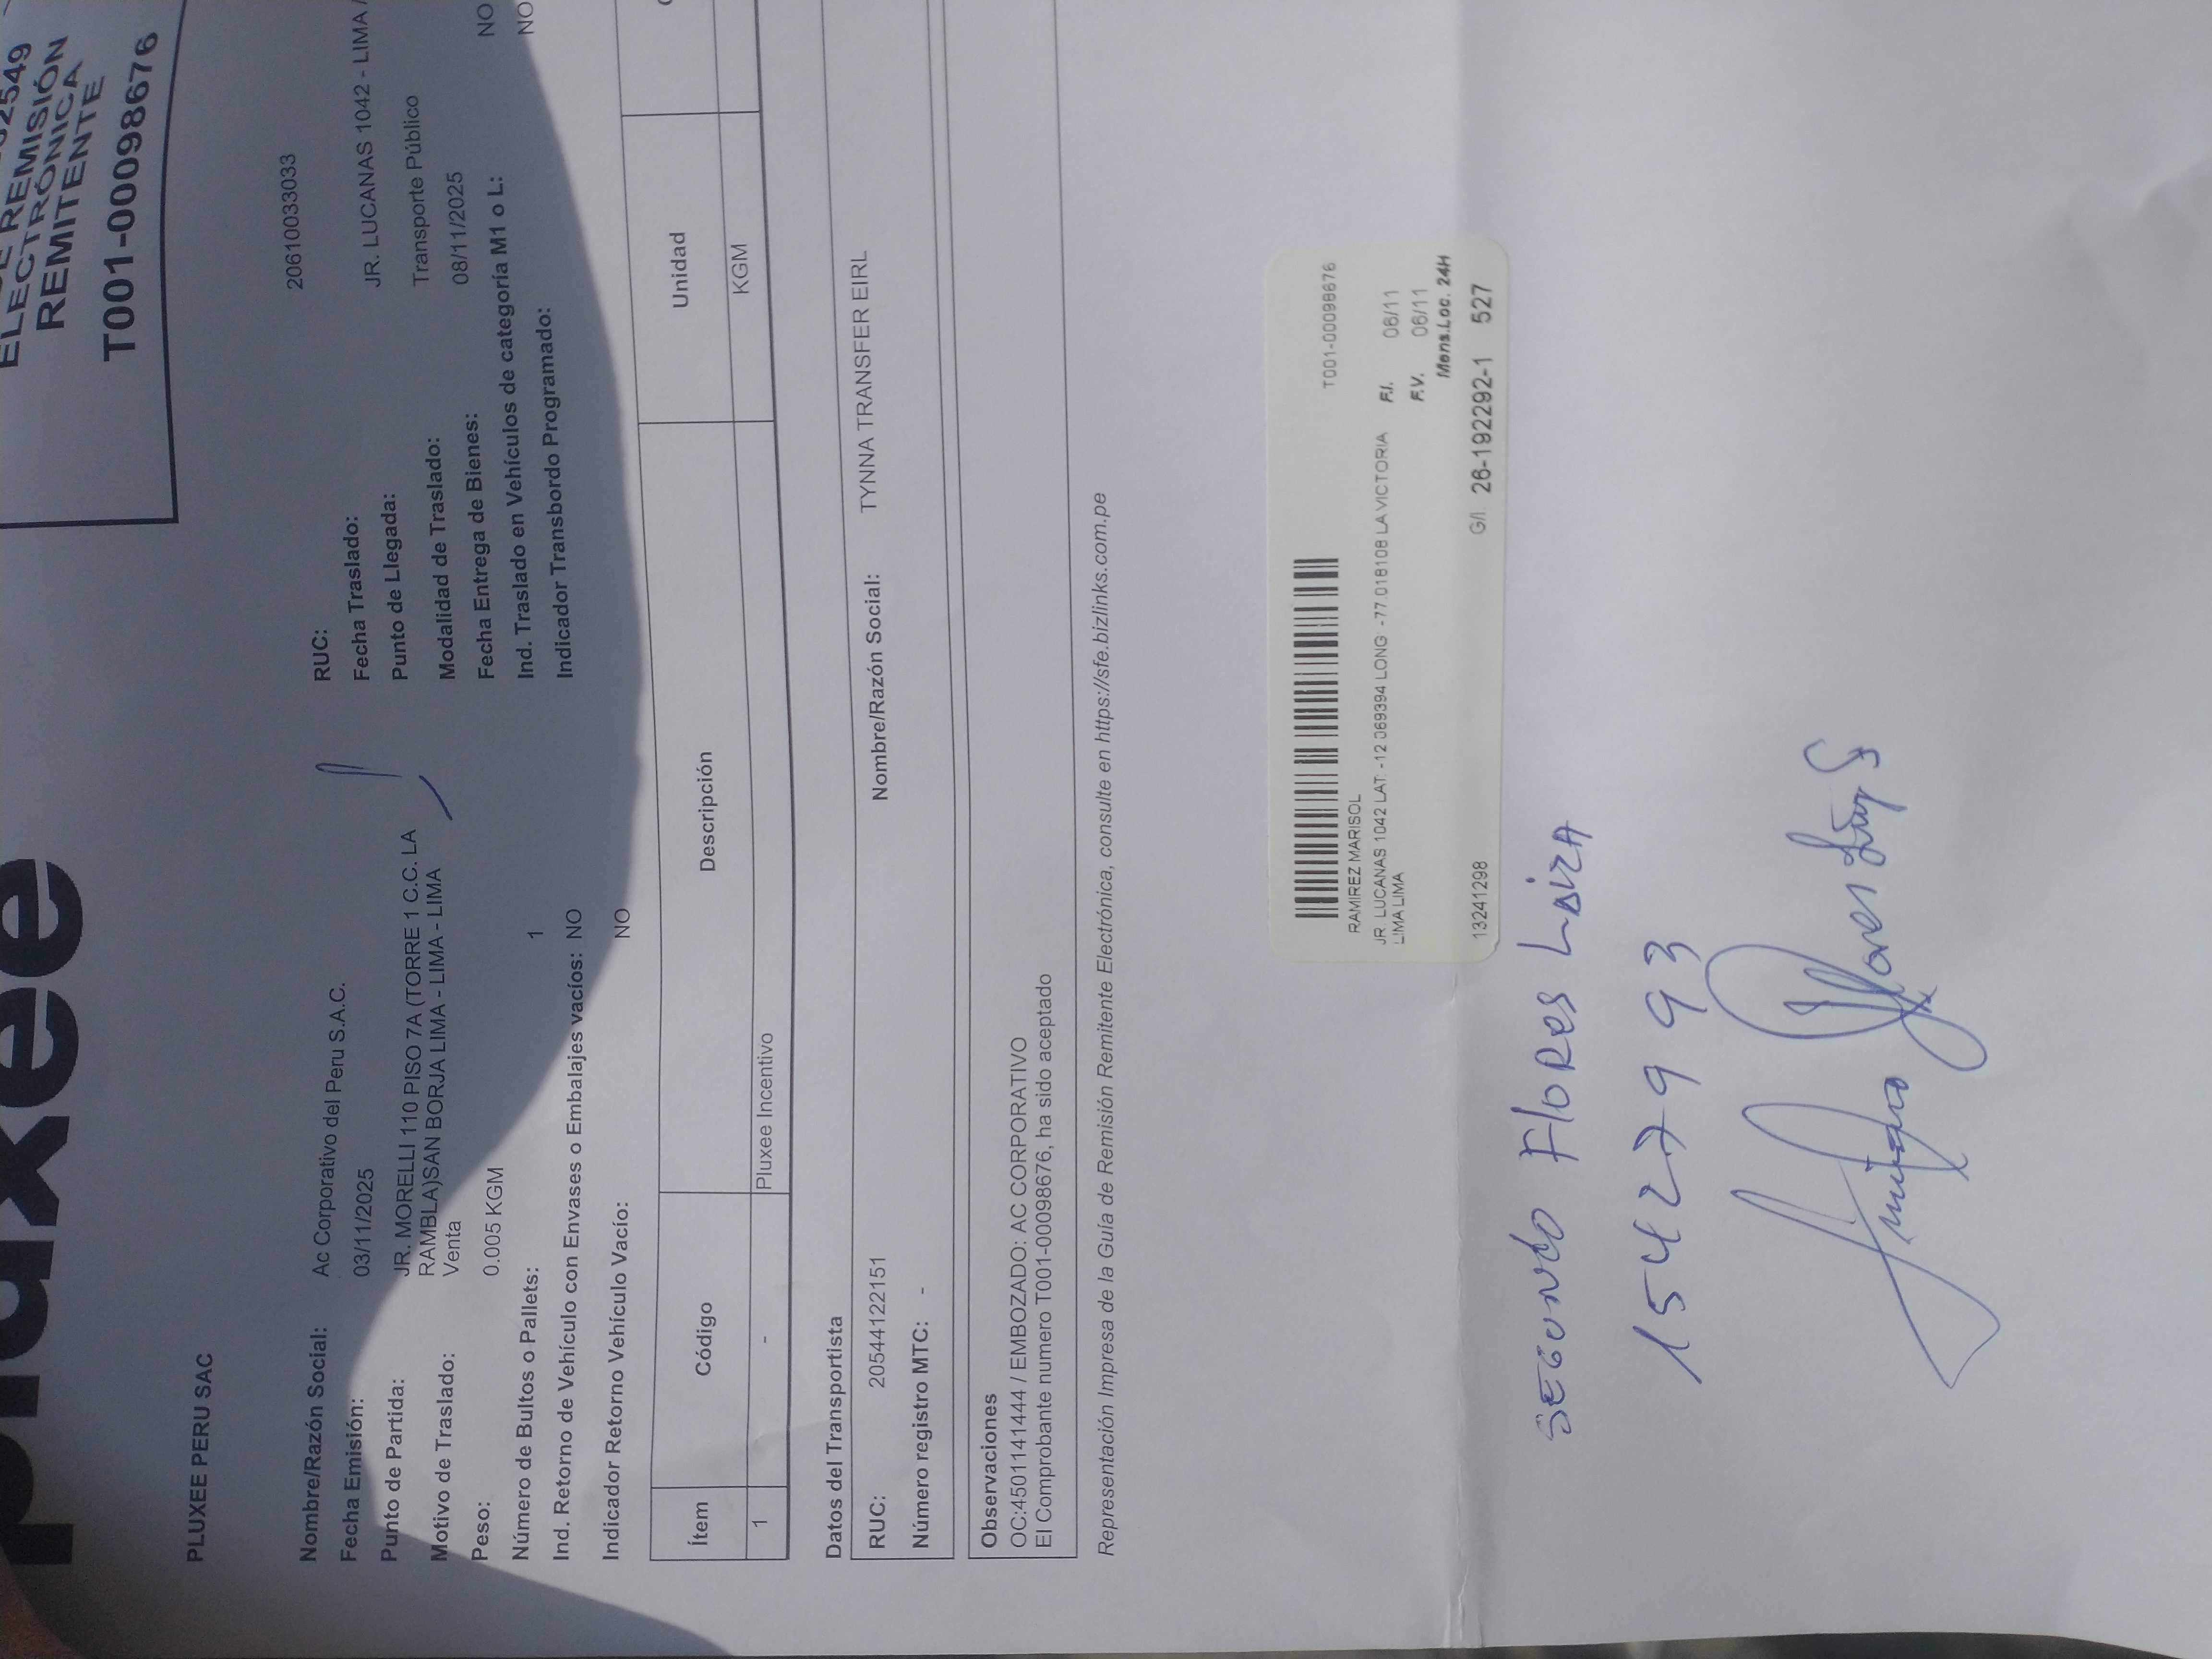 pluxee
02549
DE REMISIÓN
ELECTRÓNICA
REMITENTE
T001-00098676
PLUXEE PERU SAC
Nombre/Razón Social: Ac Corporativo del Peru S.A.C.
RUC: 20610033033
Fecha Emisión: 03/11/2025
Fecha Traslado:
Punto de Partida: JR. MORELLI 110 PISO 7A (TORRE 1 C.C. LA
RAMBLA)SAN BORJA LIMA - LIMA - LIMA
Punto de Llegada: JR. LUCANAS 1042 - LIMA /
Motivo de Traslado: Venta
Modalidad de Traslado: Transporte Público
Peso: 0.005 KGM
Fecha Entrega de Bienes: 08/11/2025
Número de Bultos o Pallets: 1
Ind. Traslado en Vehículos de categoría M1 o L: NO
Ind. Retorno de Vehículo con Envases o Embalajes vacíos: NO
Indicador Transbordo Programado: NO
Indicador Retorno Vehículo Vacío: NO
Ítem Código Descripción Unidad
1 - Pluxee Incentivo KGM
Datos del Transportista
RUC: 20544122151 Nombre/Razón Social: TYNNA TRANSFER EIRL
Número registro MTC: -
Observaciones
OC:4501141444 / EMBOZADO: AC CORPORATIVO
El Comprobante numero T001-00098676, ha sido aceptado
Representación Impresa de la Guía de Remisión Remitente Electrónica, consulte en https://sfe.bizlinks.com.pe
RAMIREZ MARISOL T001-00098676
JR. LUCANAS 1042 LAT: -12.069394 LONG -77.018108 LA VICTORIA F.I. 06/11
LIMA LIMA F.V. 06/11
Mens.Loc. 24H
13241298 G/I 26-192292-1 527
SEGUNDO Flores LAIZA
15427993